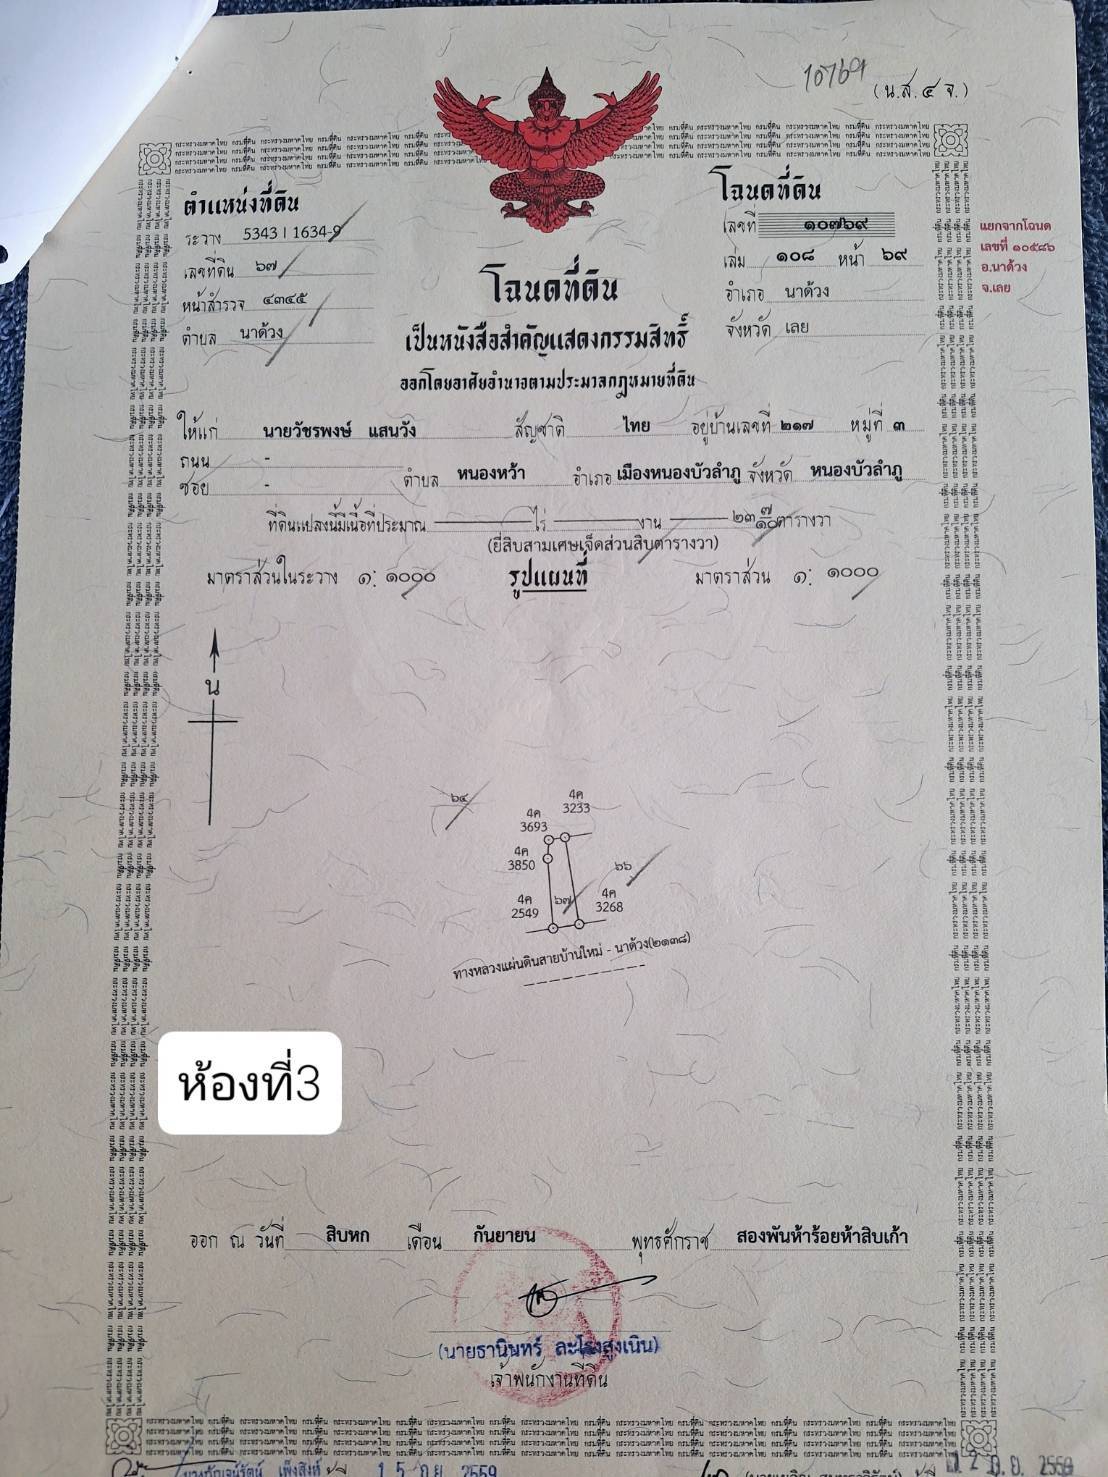 10769
(น.ส.๔ จ.)
ตำแหน่งที่ดิน
ระวาง 5343 I 1634-9
เลขที่ดิน ๖๗
หน้าสำรวจ ๔๓๔๕
ตำบล นาด้วง
โฉนดที่ดิน
เลขที่ ๑๐๗๖๙
เล่ม ๑๐๘ หน้า ๖๙
อำเภอ นาด้วง
จังหวัด เลย
แยกจากโฉนด
เลขที่ ๑๐๕๘๖
อ.นาด้วง
จ.เลย
โฉนดที่ดิน
เป็นหนังสือสำคัญแสดงกรรมสิทธิ์
ออกโดยอาศัยอำนาจตามประมวลกฎหมายที่ดิน
ให้แก่ นายวัชรพงษ์ แสนวัง สัญชาติ ไทย อยู่บ้านเลขที่ ๒๑๗ หมู่ที่ ๓
ถนน -
ซอย - ตำบล หนองหว้า อำเภอ เมืองหนองบัวลำภู จังหวัด หนองบัวลำภู
ที่ดินแปลงนี้มีเนื้อที่ประมาณ ไร่ งาน ๒๓ ๗/๑๐ ตารางวา
(ยี่สิบสามเศษเจ็ดส่วนสิบตารางวา)
มาตราส่วนในระวาง ๑: ๑๐๐๐ รูปแผนที่ มาตราส่วน ๑: ๑๐๐๐
น
๖๔
4ค
3693
4ค
3233
4ค
3850
๖๖
4ค
2549
๖๗
4ค
3268
ทางหลวงแผ่นดินสายบ้านใหม่ - นาด้วง(๒๑๓๘)
ห้องที่3
ออก ณ วันที่ สิบหก เดือน กันยายน พุทธศักราช สองพันห้าร้อยห้าสิบเก้า
(นายธานินทร์ ละโรงสูงเนิน)
เจ้าพนักงานที่ดิน
15 ก.ย. 2559
12 ก.ย. 2559